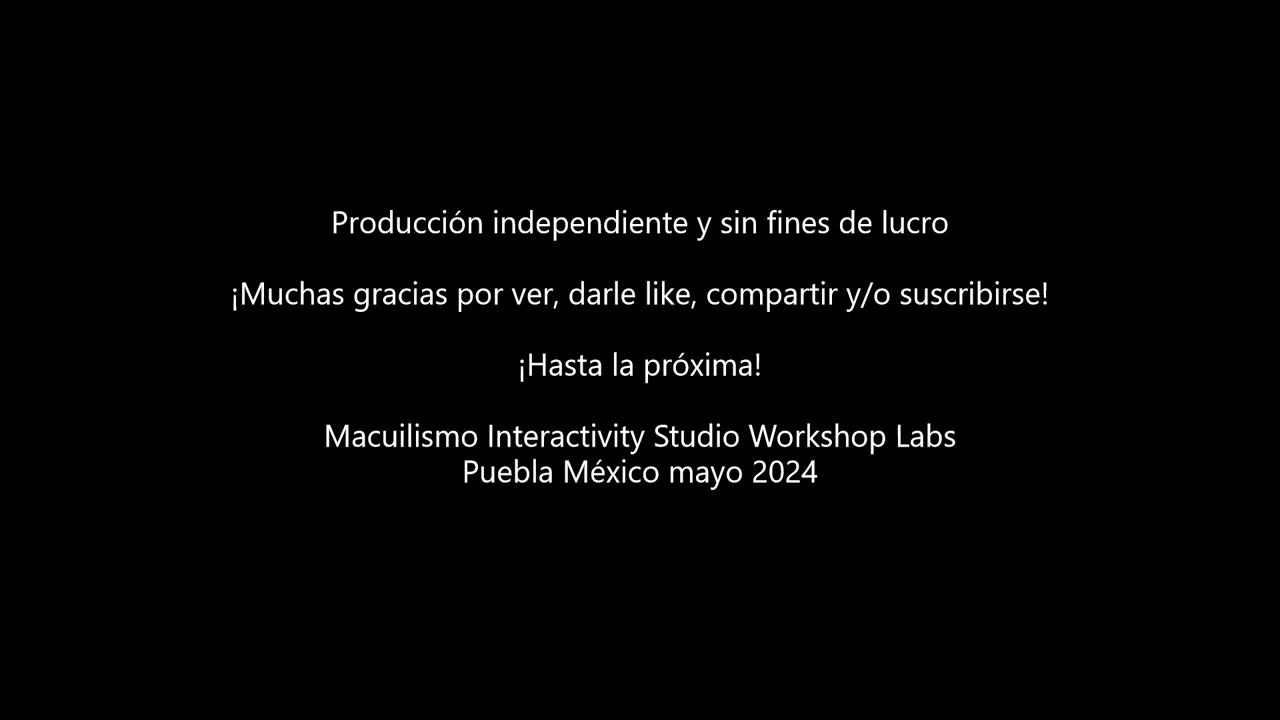 Producción independiente y sin fines de lucro
¡Muchas gracias por ver, darle like, compartir y/o suscribirse!
¡Hasta la próxima!
Macuilismo Interactivity Studio Workshop Labs
Puebla México mayo 2024